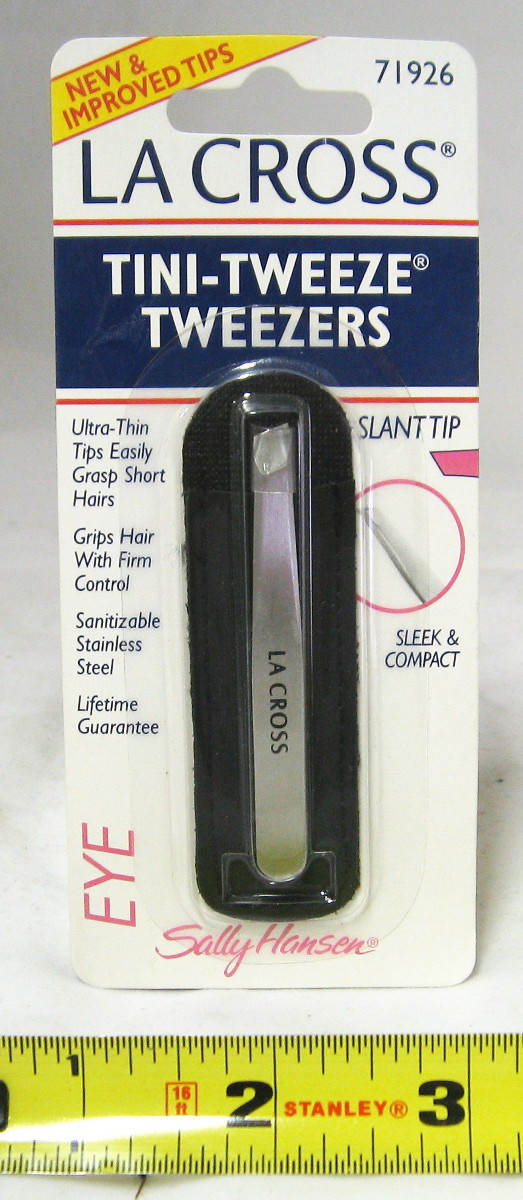 NEW &
IMPROVED TIPS
71926
LA CROSS®
TINI-TWEEZE®
TWEEZERS
Ultra-Thin
Tips Easily
Grasp Short
Hairs
Grips Hair
With Firm
Control
Sanitizable
Stainless
Steel
Lifetime
Guarantee
SLANT TIP
SLEEK &
COMPACT
LA CROSS
EYE
Sally Hansen®
1 16 ft 2 STANLEY® 3